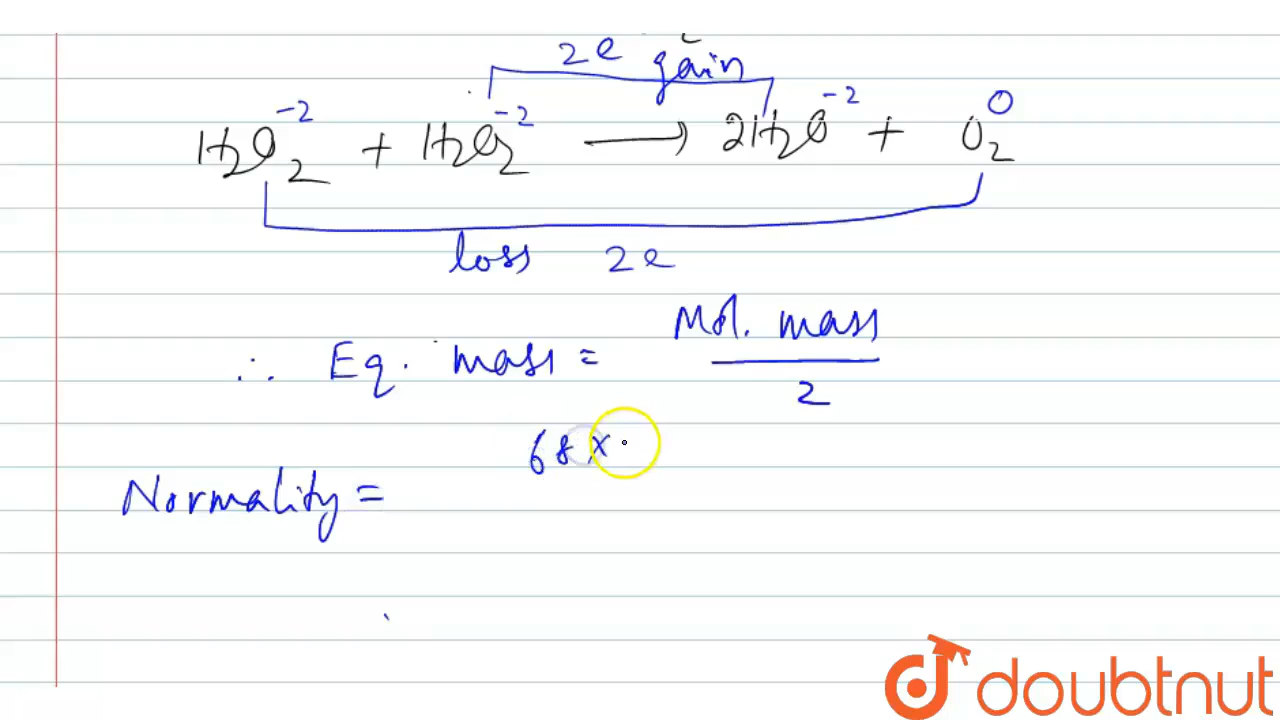 2e gain
H2O2^-2 + H2O2^-2 ⟶ 2H2O^-2 + O2^0
loss 2e
∴ Eq. mass = Mol. mass / 2
68 x
Normality =
doubtnut